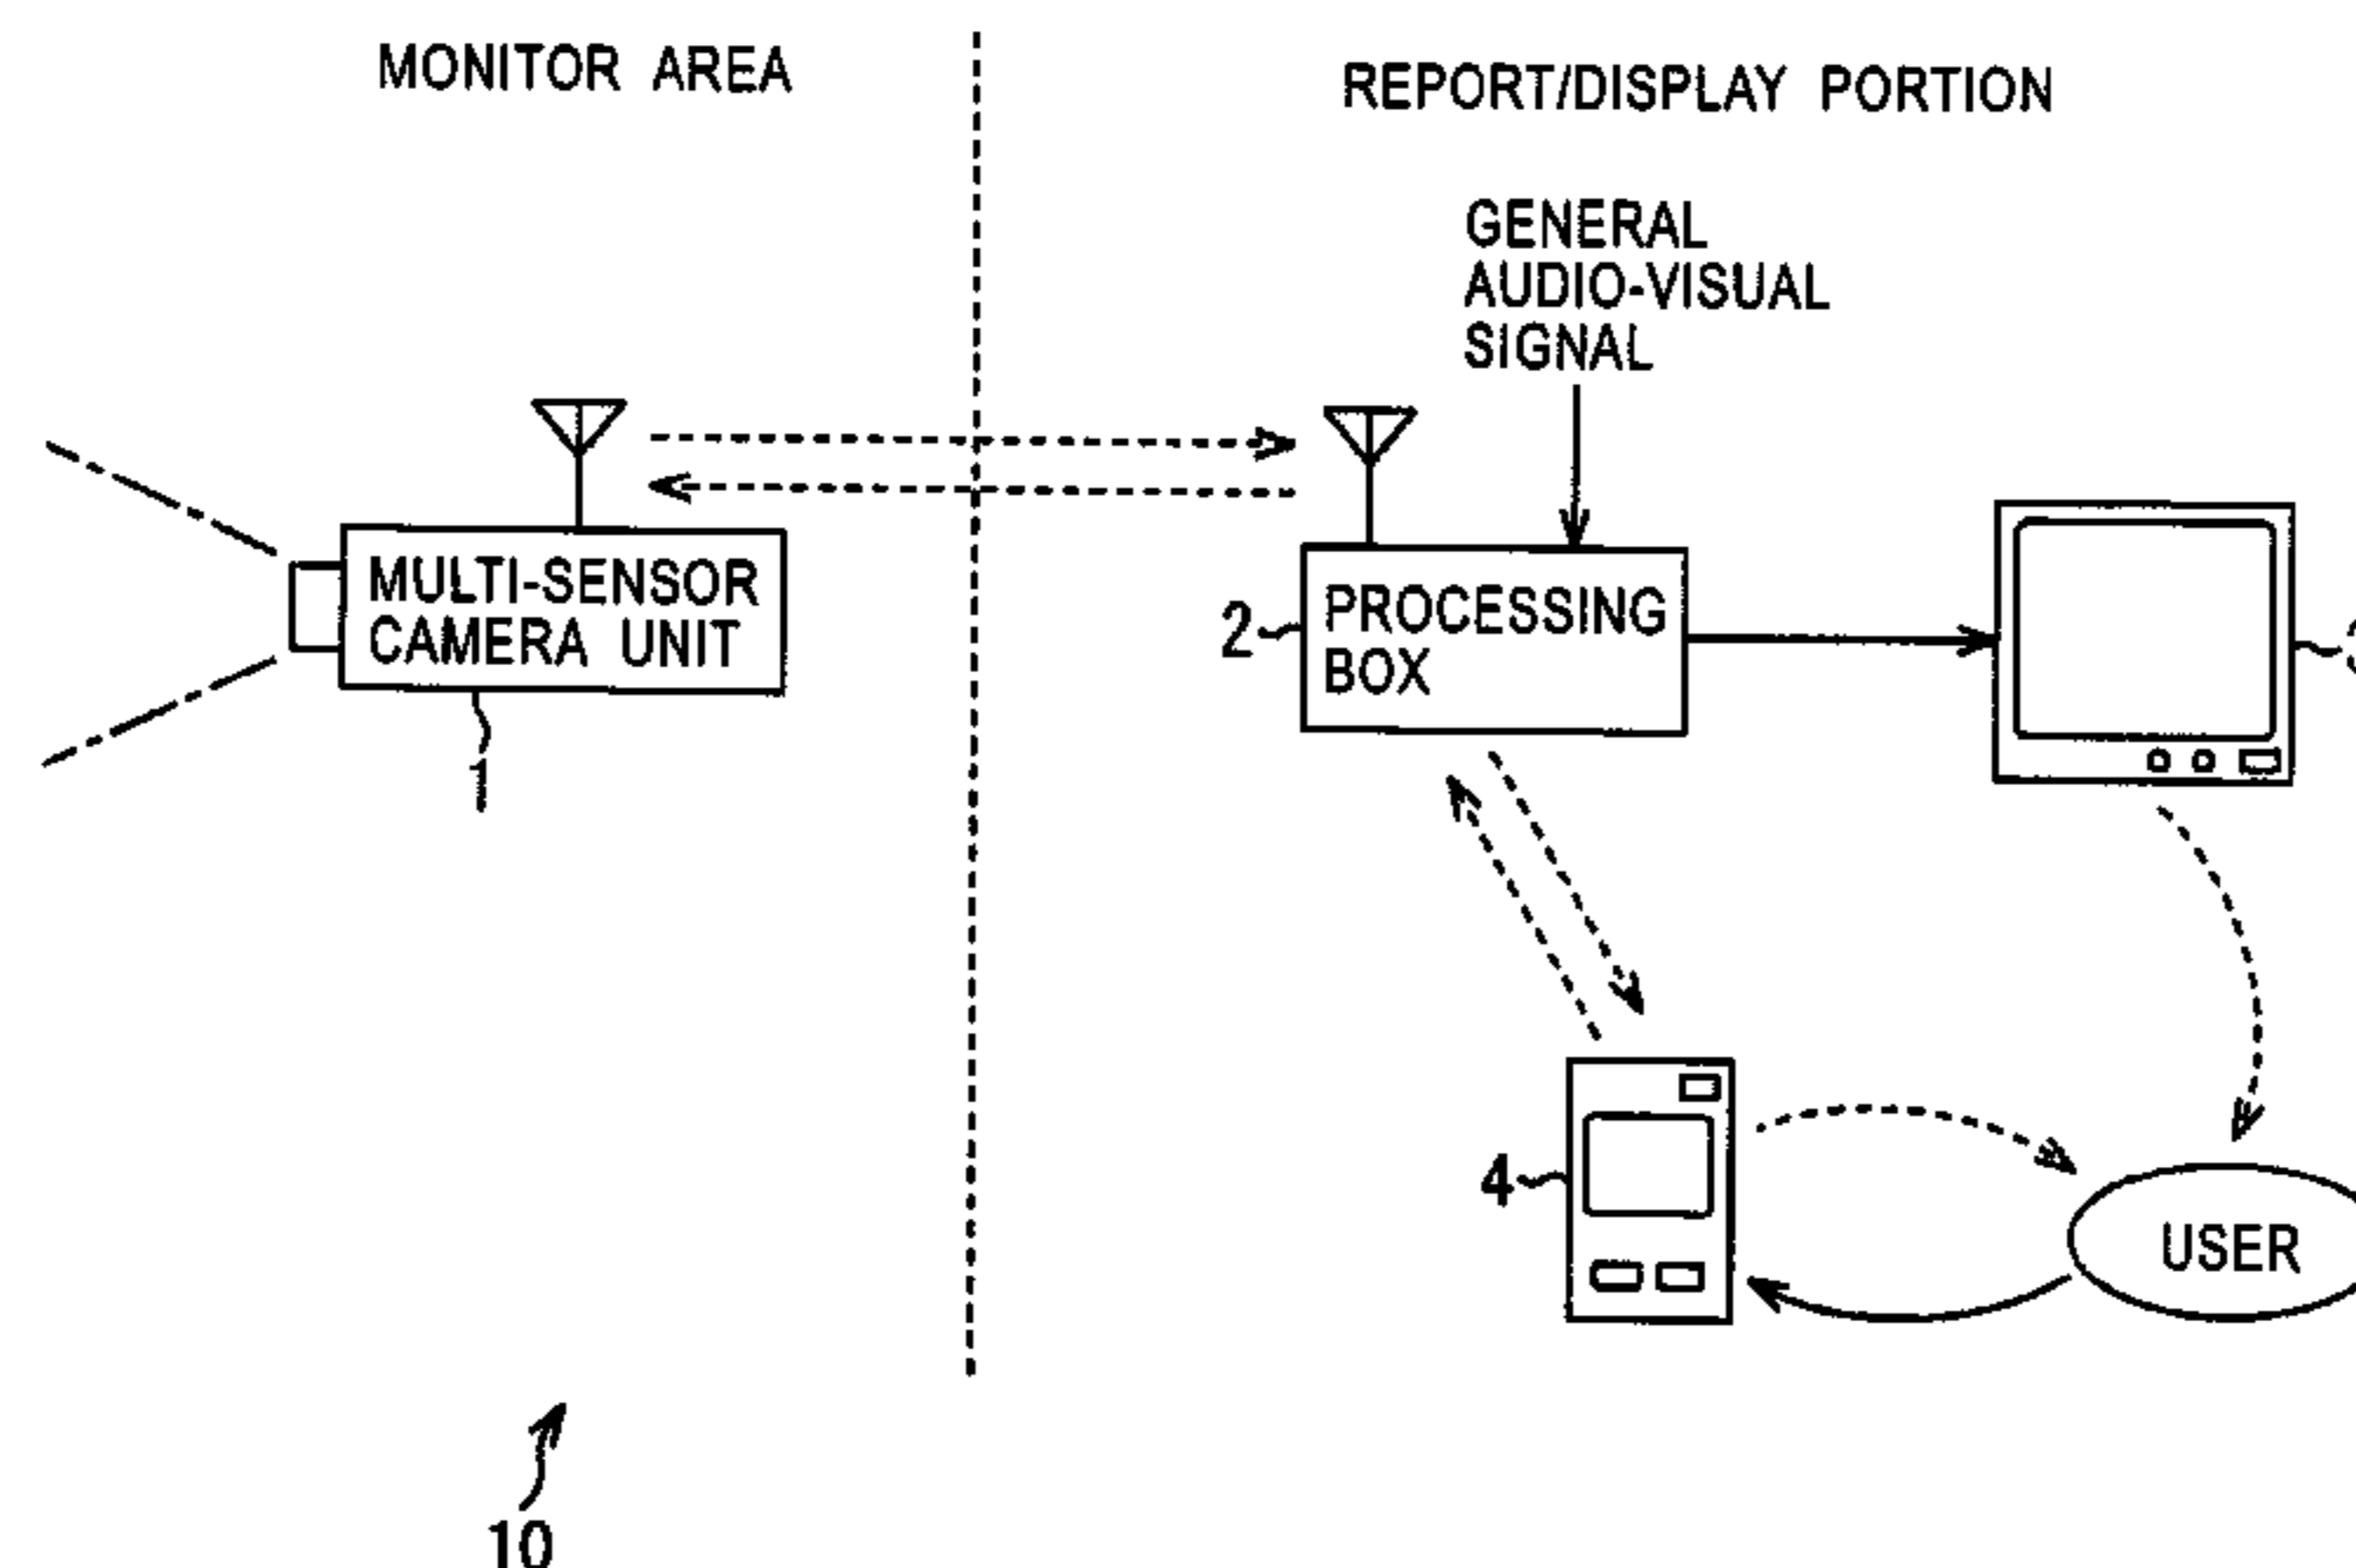 MONITOR AREA
REPORT/DISPLAY PORTION
GENERAL
AUDIO-VISUAL
SIGNAL
MULTI-SENSOR
CAMERA UNIT
1
2
PROCESSING
BOX
4
USER
10